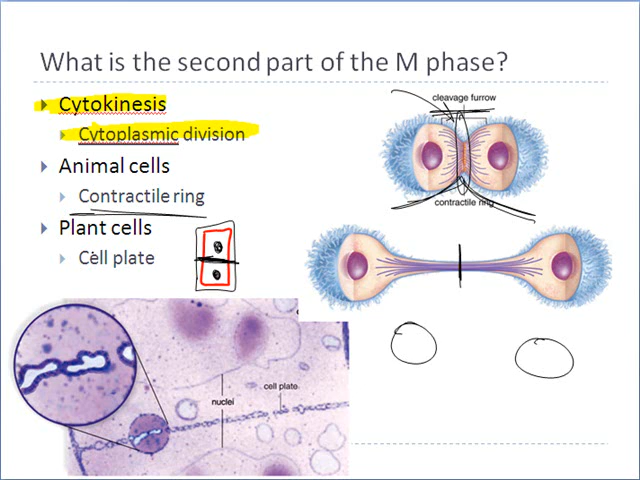 What is the second part of the M phase?
Cytokinesis
Cytoplasmic division
Animal cells
Contractile ring
Plant cells
Cell plate
cleavage furrow
contractile ring
nuclei
cell plate